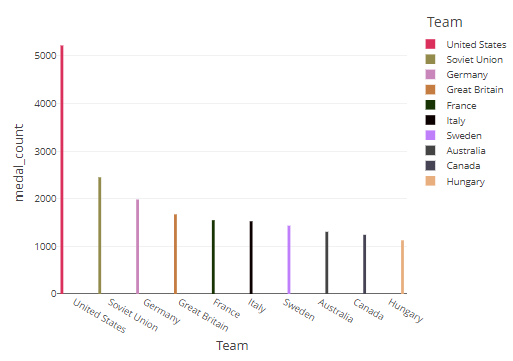 Team
United States
Soviet Union
Germany
Great Britain
France
Italy
Sweden
Australia
Canada
Hungary
medal_count
5000
4000
3000
2000
1000
0
United States
Soviet Union
Germany
Great Britain
France
Italy
Sweden
Australia
Canada
Hungary
Team